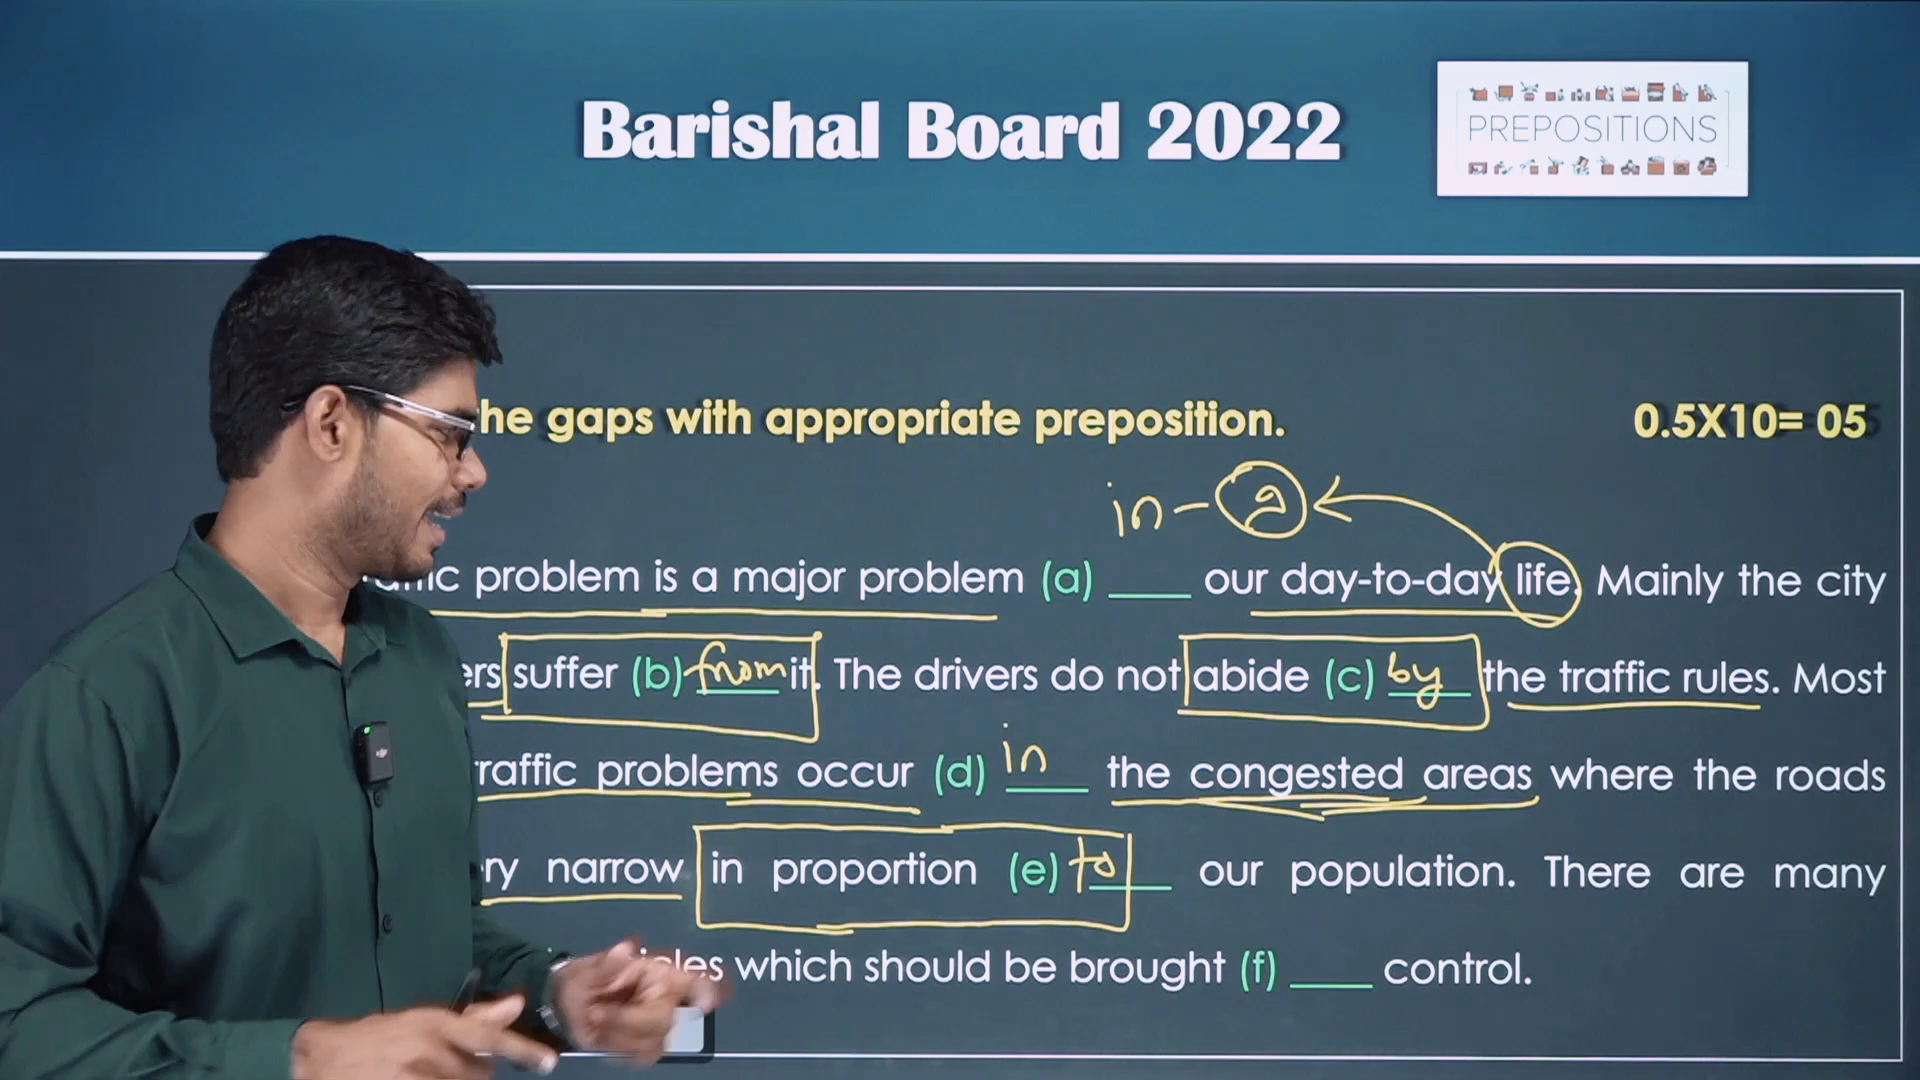 Barishal Board 2022
PREPOSITIONS
he gaps with appropriate preposition. 0.5X10= 05
in – এ
problem is a major problem (a) ____ our day-to-day life. Mainly the city
ers suffer (b) from it. The drivers do not abide (c) by the traffic rules. Most
traffic problems occur (d) in the congested areas where the roads
ry narrow in proportion (e) to our population. There are many
which should be brought (f) ____ control.